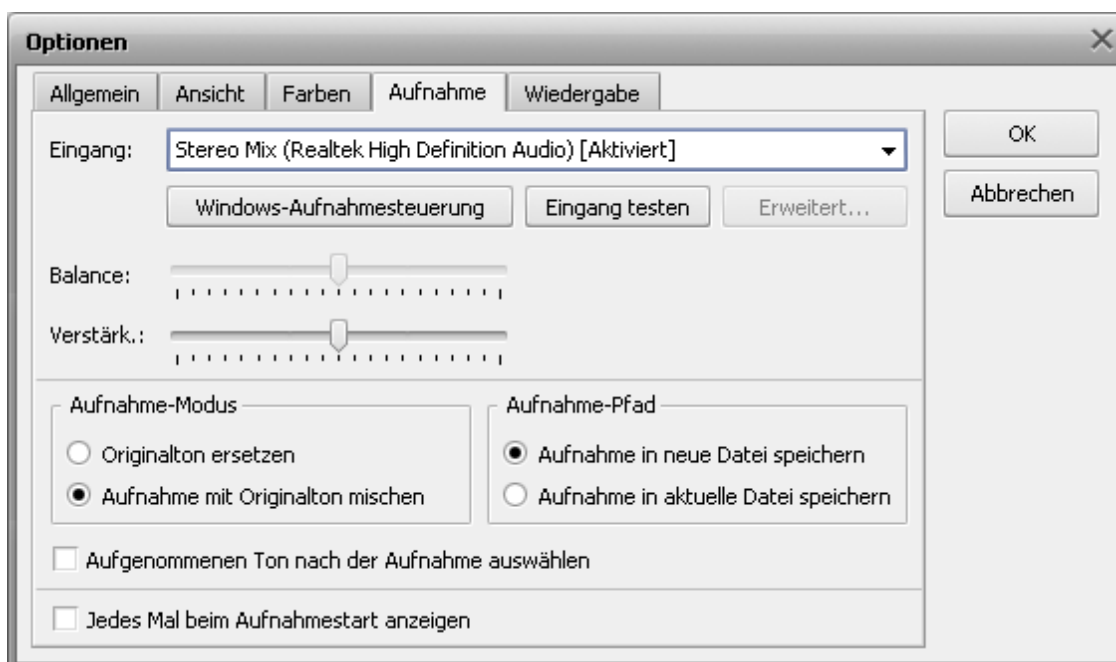 Optionen
Allgemein Ansicht Farben Aufnahme Wiedergabe
Eingang: Stereo Mix (Realtek High Definition Audio) [Aktiviert]
OK
Windows-Aufnahmesteuerung Eingang testen Erweitert...
Abbrechen
Balance:
Verstärk.:
Aufnahme-Modus
Originalton ersetzen
Aufnahme mit Originalton mischen
Aufnahme-Pfad
Aufnahme in neue Datei speichern
Aufnahme in aktuelle Datei speichern
Aufgenommenen Ton nach der Aufnahme auswählen
Jedes Mal beim Aufnahmestart anzeigen